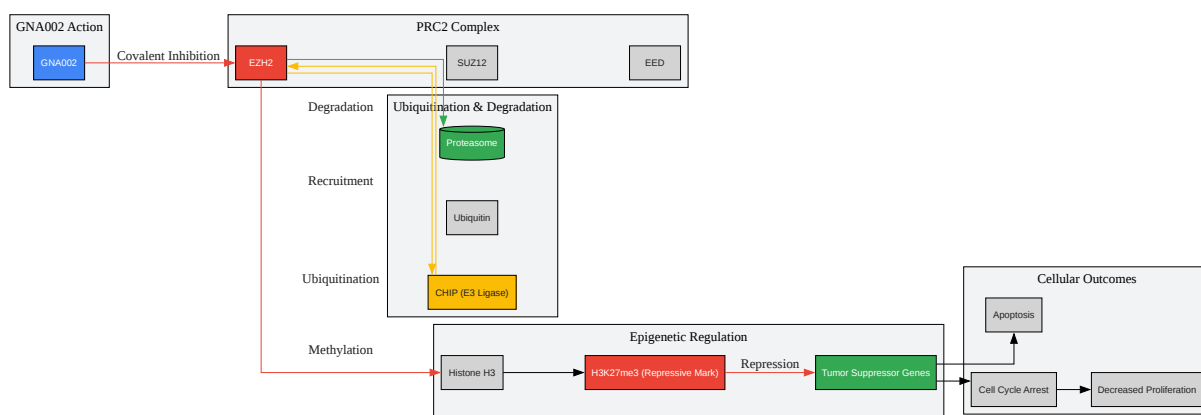 GNA002 Action
PRC2 Complex
GNA002
Covalent Inhibition
EZH2
SUZ12
EED
Degradation
Ubiquitination & Degradation
Proteasome
Recruitment
Ubiquitin
Ubiquitination
CHIP (E3 Ligase)
Cellular Outcomes
Apoptosis
Epigenetic Regulation
Methylation
Histone H3
H3K27me3 (Repressive Mark)
Repression
Tumor Suppressor Genes
Cell Cycle Arrest
Decreased Proliferation